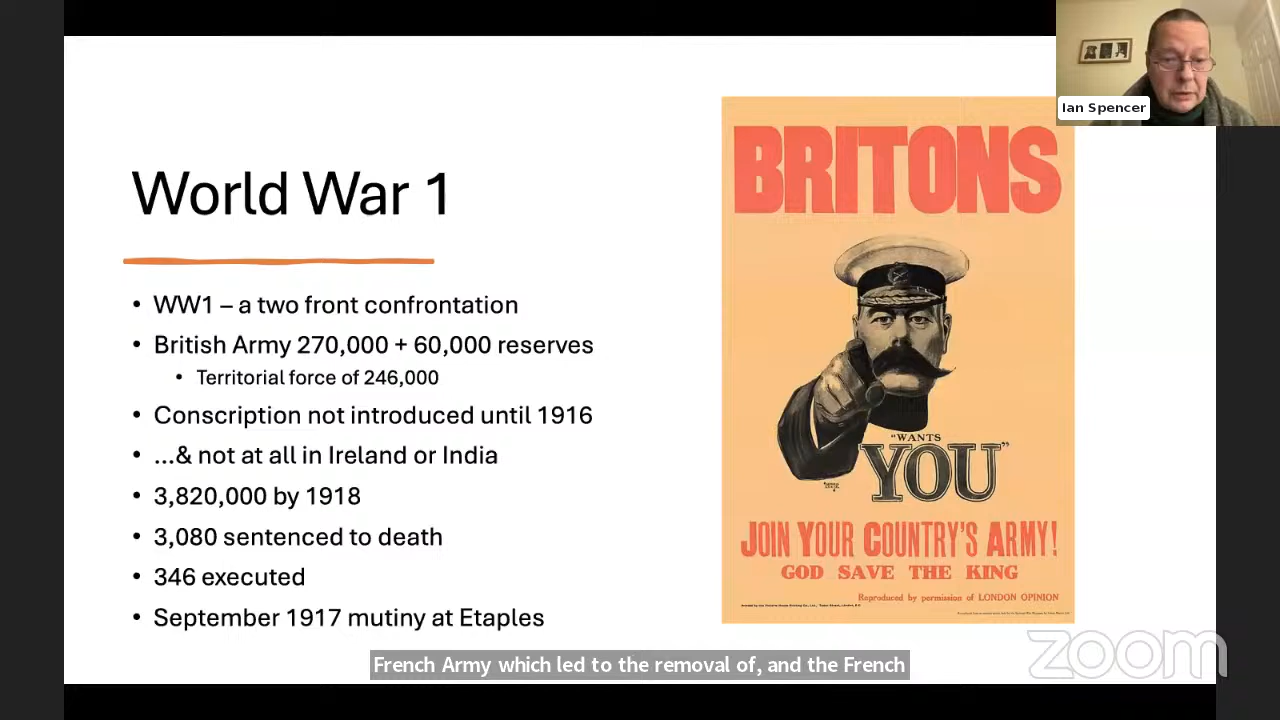 Ian Spencer
World War 1
• WW1 – a two front confrontation
• British Army 270,000 + 60,000 reserves
• Territorial force of 246,000
• Conscription not introduced until 1916
• …& not at all in Ireland or India
• 3,820,000 by 1918
• 3,080 sentenced to death
• 346 executed
• September 1917 mutiny at Etaples
BRITONS
"WANTS
YOU"
JOIN YOUR COUNTRY'S ARMY!
GOD SAVE THE KING
Reproduced by permission of LONDON OPINION
French Army which led to the removal of, and the French
zoom